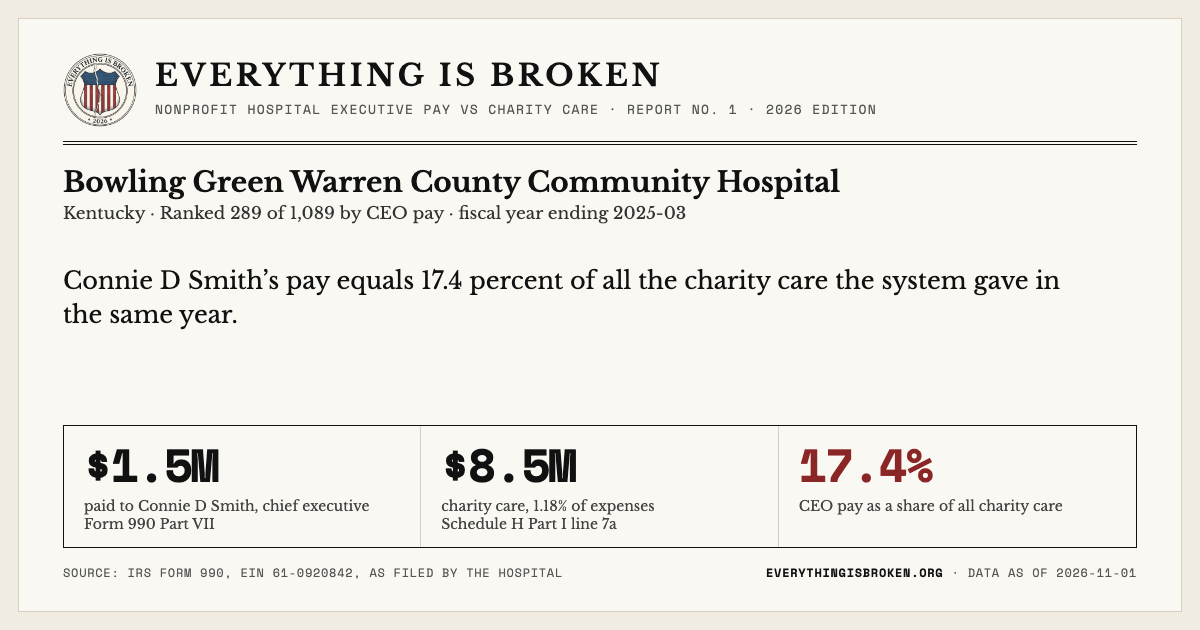 EVERYTHING IS BROKEN
2026
EVERYTHING IS BROKEN
NONPROFIT HOSPITAL EXECUTIVE PAY VS CHARITY CARE · REPORT NO. 1 · 2026 EDITION
Bowling Green Warren County Community Hospital
Kentucky · Ranked 289 of 1,089 by CEO pay · fiscal year ending 2025-03
Connie D Smith’s pay equals 17.4 percent of all the charity care the system gave in
the same year.
$1.5M
paid to Connie D Smith, chief executive
Form 990 Part VII
$8.5M
charity care, 1.18% of expenses
Schedule H Part I line 7a
17.4%
CEO pay as a share of all charity care
SOURCE: IRS FORM 990, EIN 61-0920842, AS FILED BY THE HOSPITAL
EVERYTHINGISBROKEN.ORG · DATA AS OF 2026-11-01